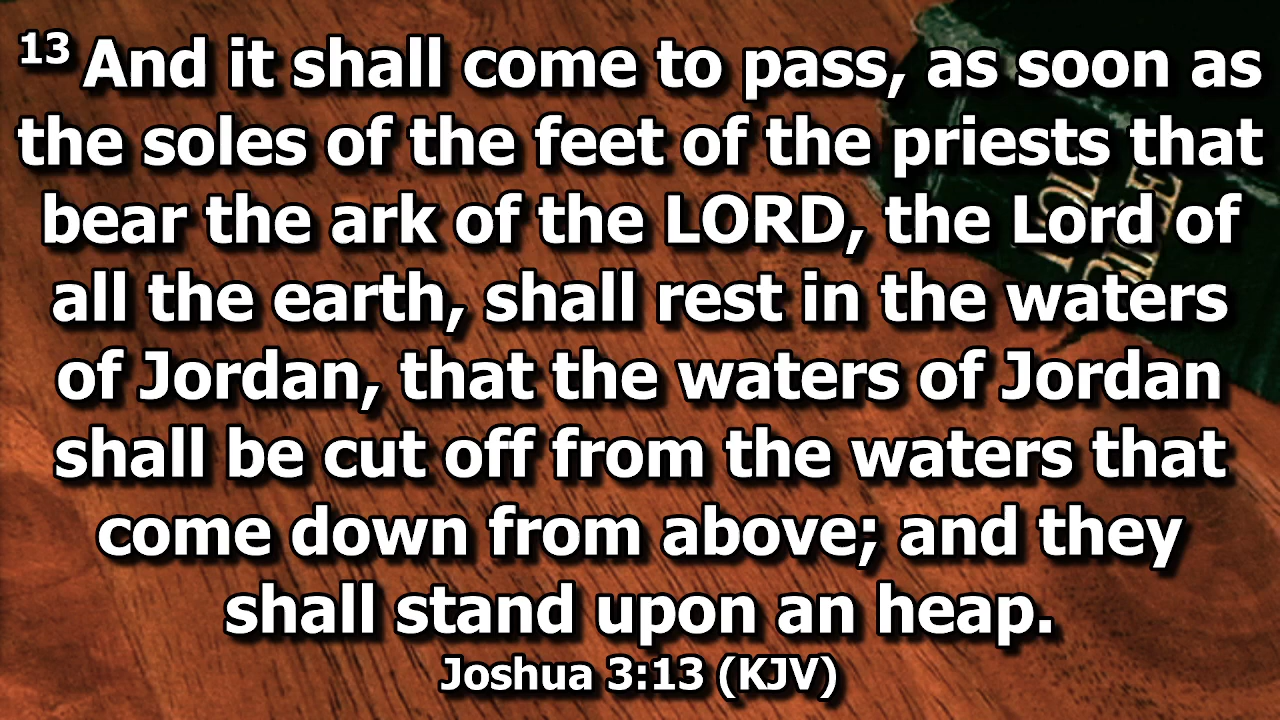 13 And it shall come to pass, as soon as
the soles of the feet of the priests that
bear the ark of the LORD, the Lord of
all the earth, shall rest in the waters
of Jordan, that the waters of Jordan
shall be cut off from the waters that
come down from above; and they
shall stand upon an heap.
Joshua 3:13 (KJV)
HOLY
BIBLE